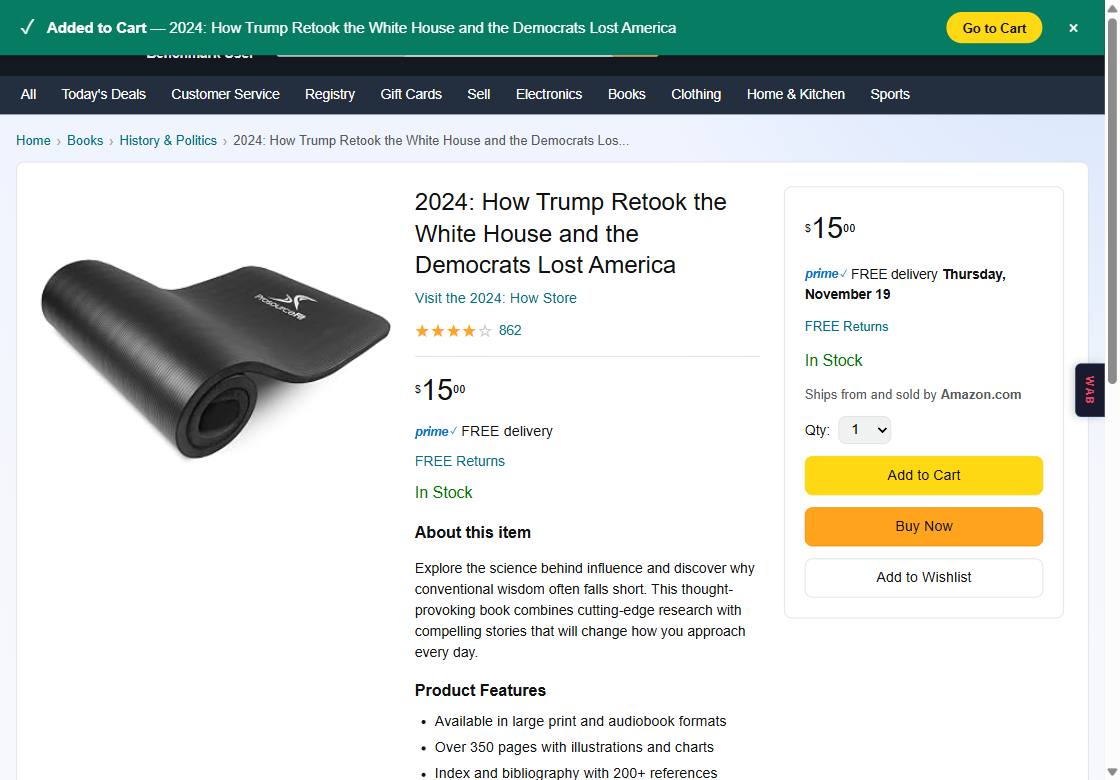 ✓ Added to Cart — 2024: How Trump Retook the White House and the Democrats Lost America
Go to Cart
×
Benchmark User
All Today's Deals Customer Service Registry Gift Cards Sell Electronics Books Clothing Home & Kitchen Sports
Home › Books › History & Politics › 2024: How Trump Retook the White House and the Democrats Los...
ProsourceFit
2024: How Trump Retook the
White House and the
Democrats Lost America
Visit the 2024: How Store
★★★★☆ 862
$1500
prime✓ FREE delivery
FREE Returns
In Stock
About this item
Explore the science behind influence and discover why
conventional wisdom often falls short. This thought-
provoking book combines cutting-edge research with
compelling stories that will change how you approach
every day.
Product Features
• Available in large print and audiobook formats
• Over 350 pages with illustrations and charts
• Index and bibliography with 200+ references
$1500
prime✓ FREE delivery Thursday,
November 19
FREE Returns
In Stock
Ships from and sold by Amazon.com
Qty: 1
Add to Cart
Buy Now
Add to Wishlist
WAB